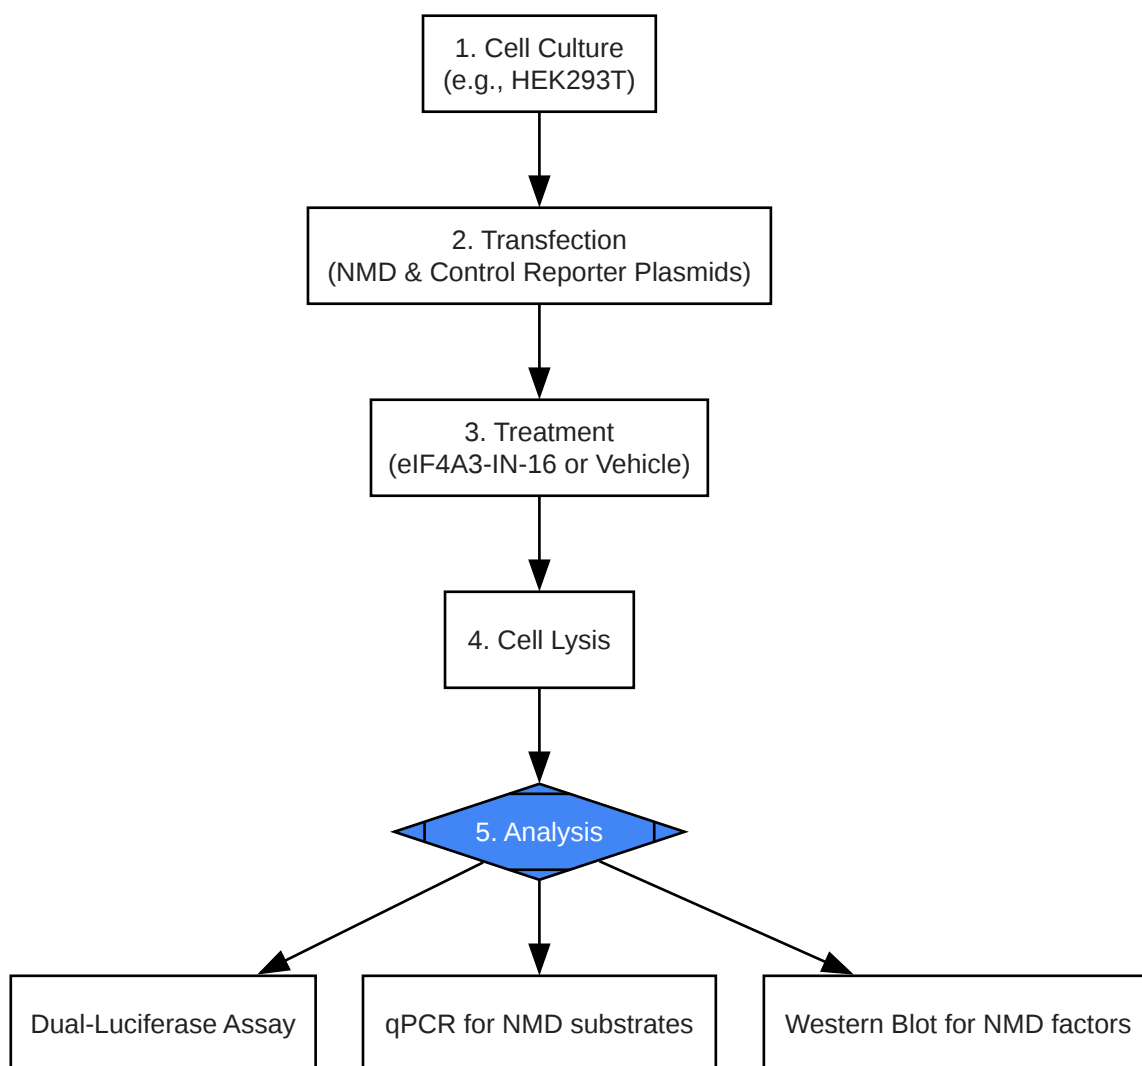 1. Cell Culture
(e.g., HEK293T)
2. Transfection
(NMD & Control Reporter Plasmids)
3. Treatment
(eIF4A3-IN-16 or Vehicle)
4. Cell Lysis
5. Analysis
Dual-Luciferase Assay
qPCR for NMD substrates
Western Blot for NMD factors